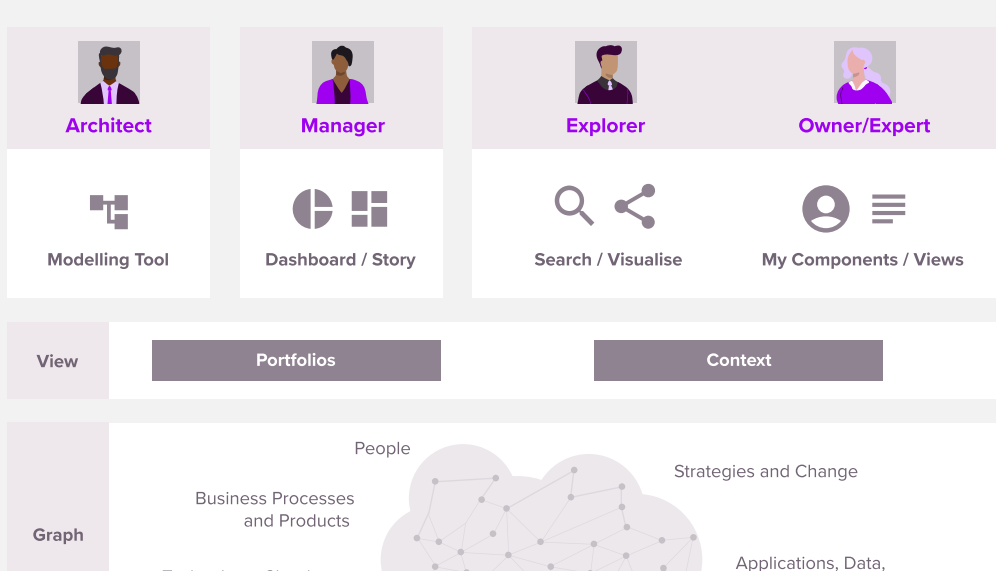 Architect
Manager
Explorer
Owner/Expert
Modelling Tool
Dashboard / Story
Search / Visualise
My Components / Views
View
Portfolios
Context
People
Strategies and Change
Business Processes
and Products
Graph
Applications, Data,